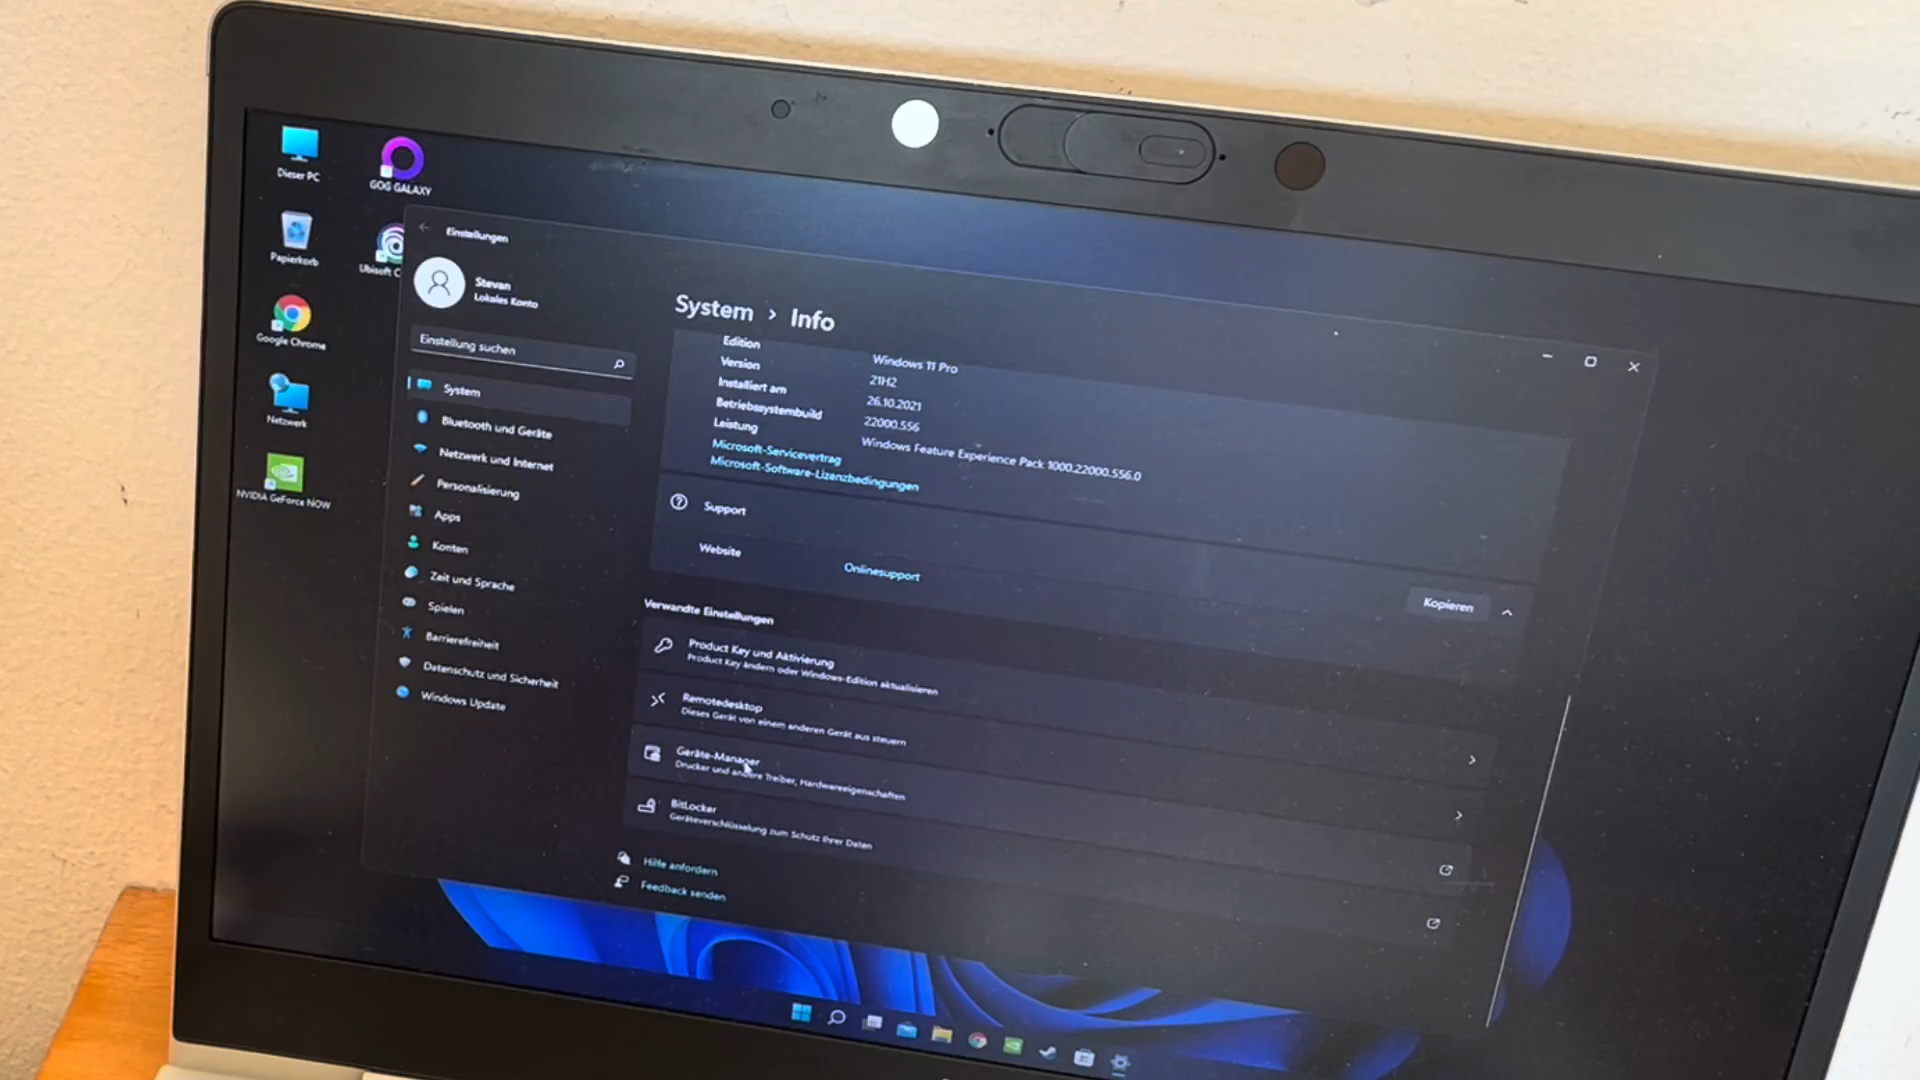 Dieser PC
GOG GALAXY
Papierkorb
Ubisoft C
Google Chrome
Netzwerk
NVIDIA GeForce NOW
Einstellungen
Stevan
Lokales Konto
Einstellung suchen
System
Bluetooth und Geräte
Netzwerk und Internet
Personalisierung
Apps
Konten
Zeit und Sprache
Spielen
Barrierefreiheit
Datenschutz und Sicherheit
Windows Update
System › Info
Edition Windows 11 Pro
Version 21H2
Installiert am 26.10.2021
Betriebssystembuild 22000.556
Leistung Windows Feature Experience Pack 1000.22000.556.0
Microsoft-Servicevertrag
Microsoft-Software-Lizenzbedingungen
Support
Website Onlinesupport
Kopieren
Verwandte Einstellungen
Product Key und Aktivierung
Product Key ändern oder Windows-Edition aktualisieren
Remotedesktop
Dieses Gerät von einem anderen Gerät aus steuern
Geräte-Manager
Drucker und andere Treiber, Hardwareeigenschaften
BitLocker
Geräteverschlüsselung zum Schutz Ihrer Daten
Hilfe anfordern
Feedback senden